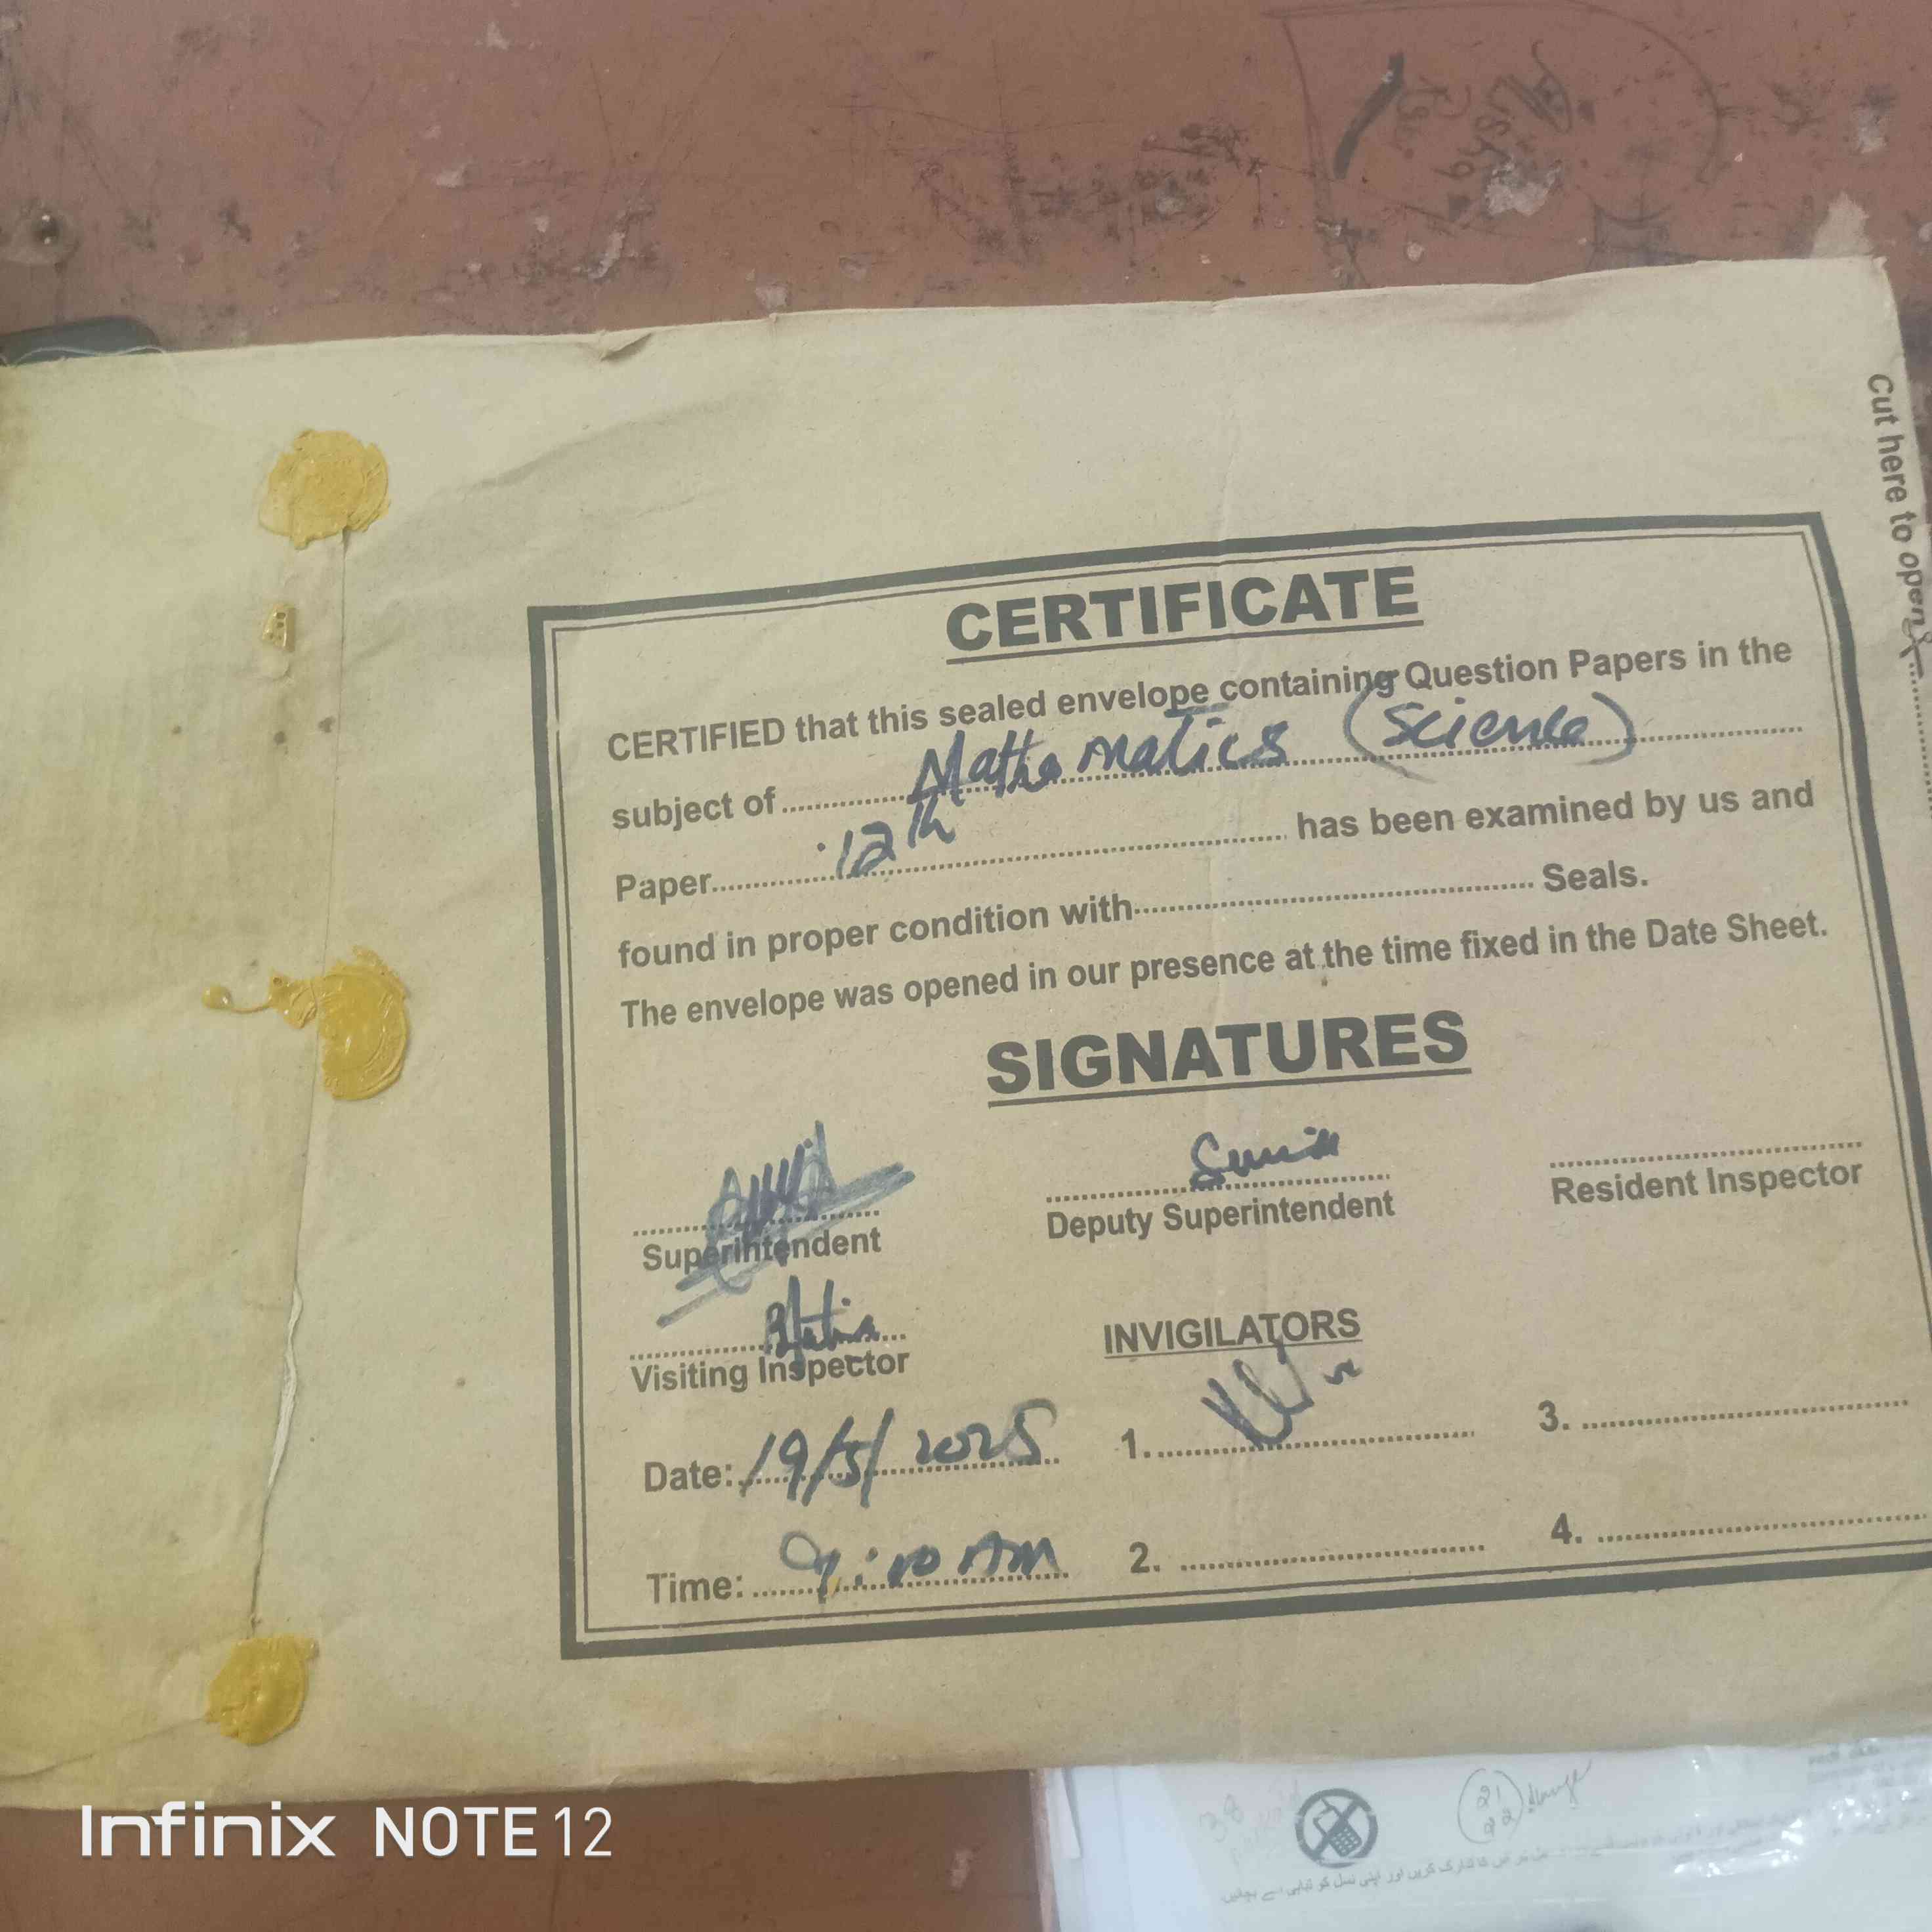 Cut here to open
CERTIFICATE
CERTIFIED that this sealed envelope containing Question Papers in the
subject of Mathematics (Science)
Paper 12th has been examined by us and
found in proper condition with Seals.
The envelope was opened in our presence at the time fixed in the Date Sheet.
SIGNATURES
Superintendent
Deputy Superintendent
Resident Inspector
Visiting Inspector
INVIGILATORS
Date: 19/5/2025
1.
3.
Time: 9:10 AM
2.
4.
21
22
Infinix NOTE 12